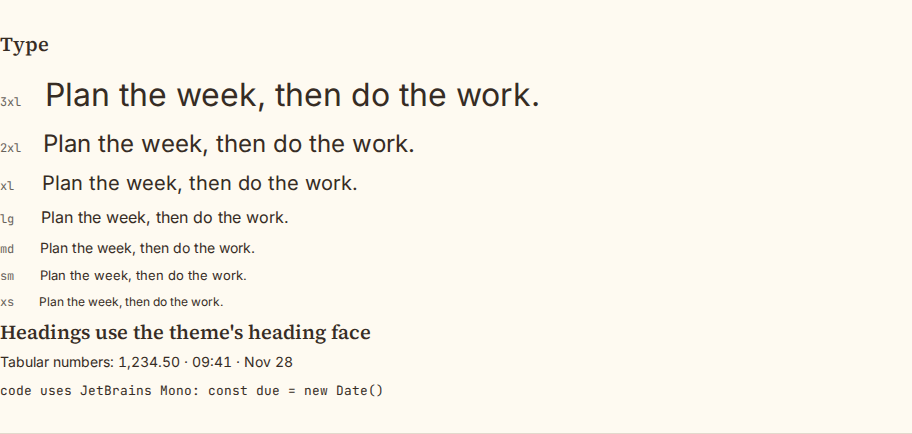 Type
3xl Plan the week, then do the work.
2xl Plan the week, then do the work.
xl Plan the week, then do the work.
lg Plan the week, then do the work.
md Plan the week, then do the work.
sm Plan the week, then do the work.
xs Plan the week, then do the work.
Headings use the theme's heading face
Tabular numbers: 1,234.50 · 09:41 · Nov 28
code uses JetBrains Mono: const due = new Date()